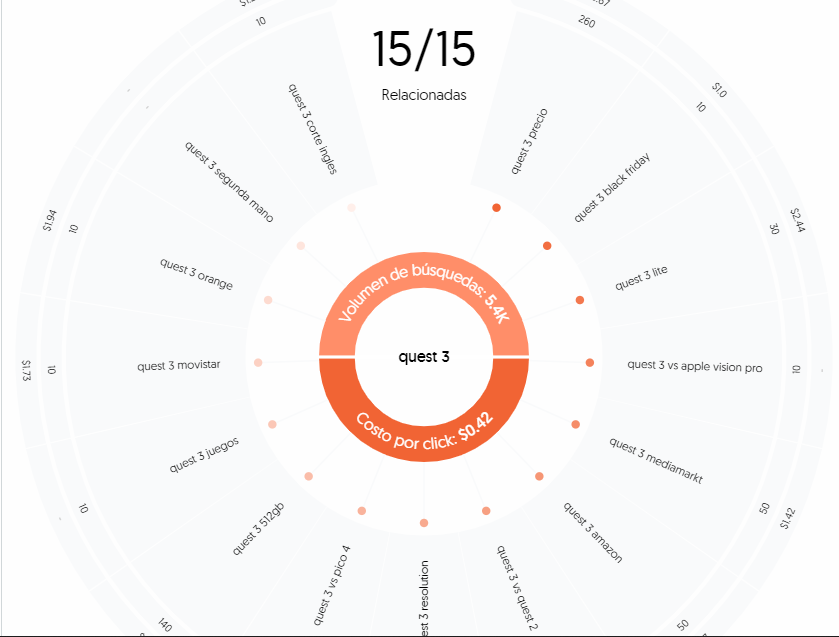 15/15
Relacionadas
quest 3
Volumen de búsquedas: 5.4K
Costo por click: $0.42
quest 3 precio
260
quest 3 black friday
10
$1.0
quest 3 lite
30
$2.44
quest 3 vs apple vision pro
10
-
quest 3 mediamarkt
50
$1.42
quest 3 amazon
50
quest 3 vs quest 2
est 3 resolution
quest 3 vs pico 4
quest 3 512gb
140
quest 3 juegos
10
-
quest 3 movistar
10
$1.73
quest 3 orange
10
$1.94
quest 3 segunda mano
-
-
quest 3 corte ingles
10